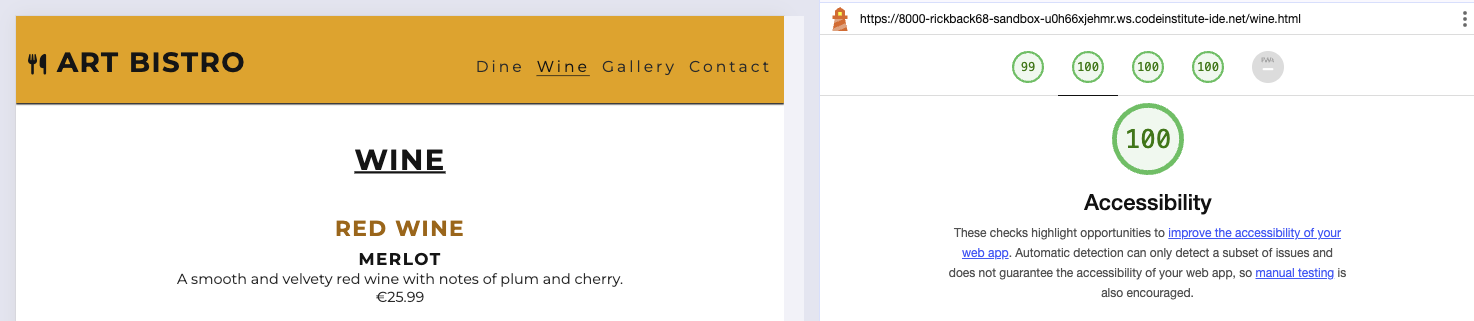 ART BISTRO
Dine Wine Gallery Contact
WINE
RED WINE
MERLOT
A smooth and velvety red wine with notes of plum and cherry.
€25.99
https://8000-rickback68-sandbox-u0h66xjehmr.ws.codeinstitute-ide.net/wine.html
99 100 100 100 PWA
100
Accessibility
These checks highlight opportunities to improve the accessibility of your
web app. Automatic detection can only detect a subset of issues and
does not guarantee the accessibility of your web app, so manual testing is
also encouraged.